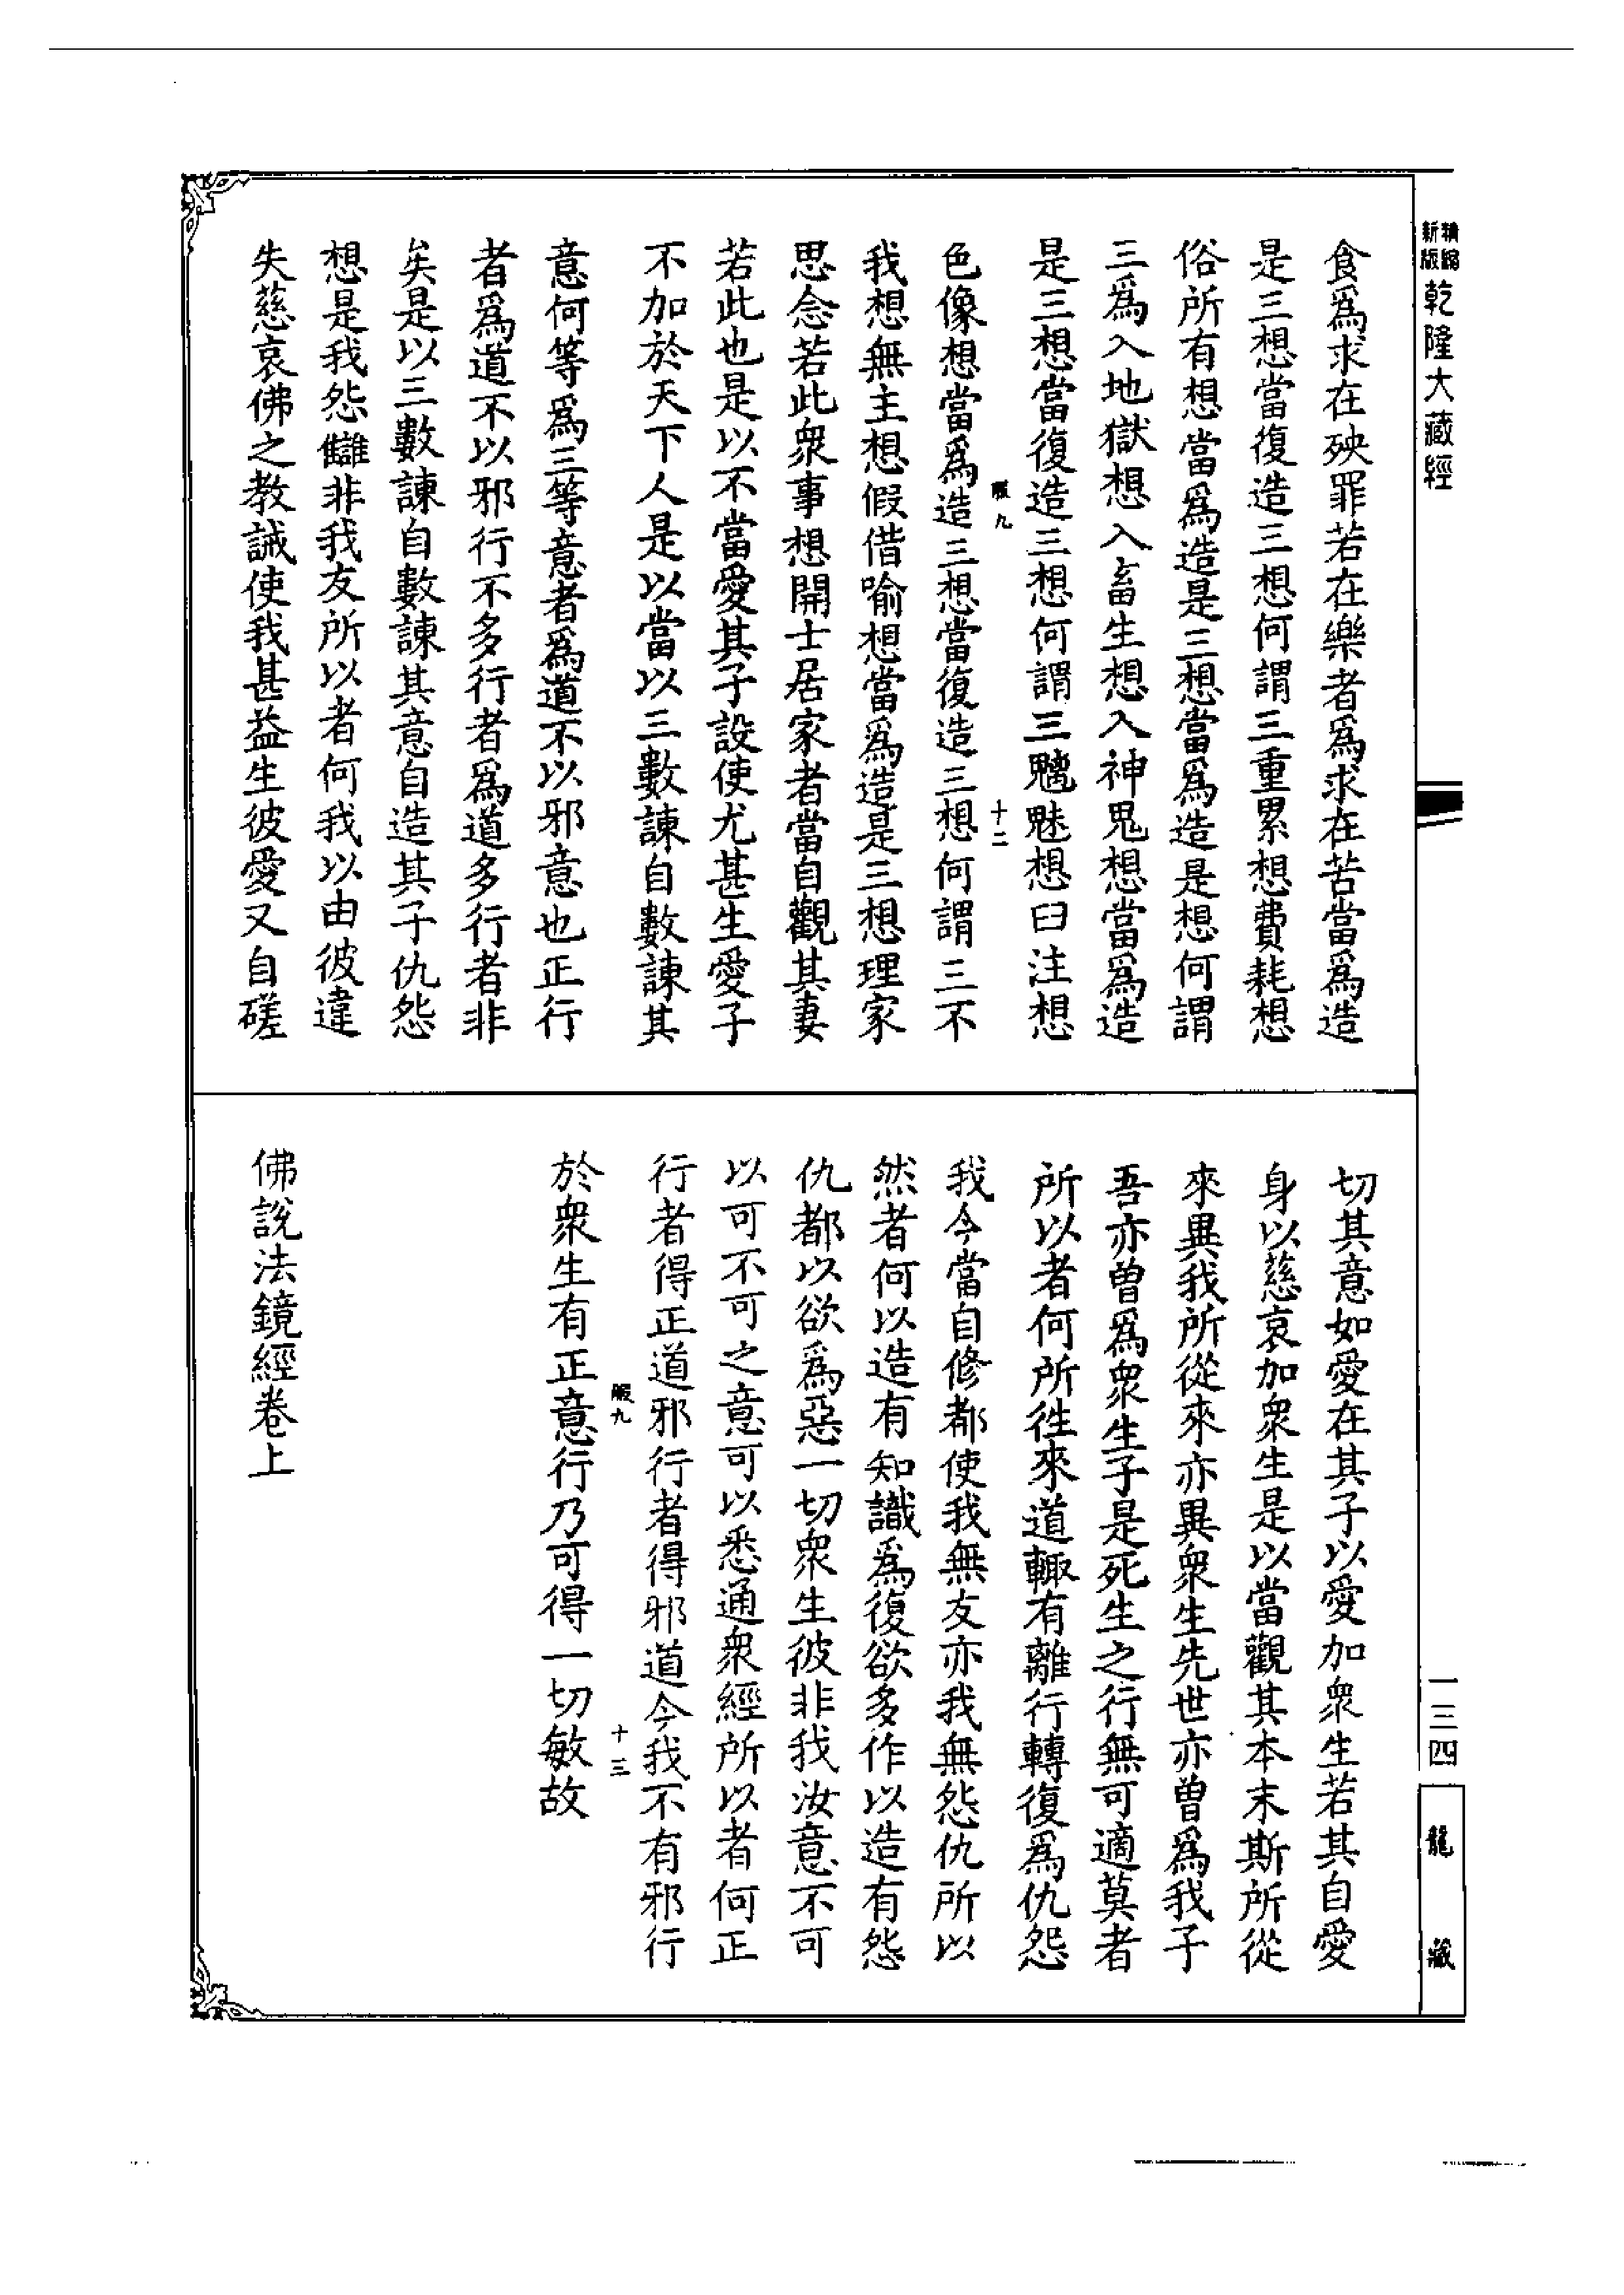 新版
精縮
乾隆大藏經
食爲求在殃罪若在樂者爲求在苦當爲造
是三想當復造三想何謂三重累想費耗想
俗所有想當爲造是三想當爲造是想何謂
三爲入地獄想入畜生想入神鬼想當爲造
是三想當復造三想何謂三魑魅想臼注想
色像想當爲造三想當復造三想何謂三不
我想無主想假借喻想當爲造是三想理家
思念若此衆事想開士居家者當自觀其妻
若此也是以不當愛其子設使尤甚生愛子
不加於天下人是以當以三數諫自數諫其
意何等爲三等意者爲道不以邪意也正行
者爲道不以邪行不多行者爲道多行者非
矣是以三數諫自數諫其意自造其子仇怨
想是我怨讎非我友所以者何我以由彼違
失慈哀佛之教誡使我甚益生彼愛又自磋
切其意如愛在其子以愛加衆生若其自愛
身以慈哀加衆生是以當觀其本末斯所從
來異我所從來亦異衆生先世亦曾爲我子
吾亦曾爲衆生子是死生之行無可適莫者
所以者何所徃來道輙有離行轉復爲仇怨
我今當自修都使我無友亦我無怨仇所以
然者何以造有知識爲復欲多作以造有怨
仇都以欲爲惡一切衆生彼非我汝意不可
以可不可之意可以悉通衆經所以者何正
行者得正道邪行者得邪道今我不有邪行
於衆生有正意行乃可得一切敏故
佛說法鏡經卷上
九
十二
九
十三
一三四
龍藏